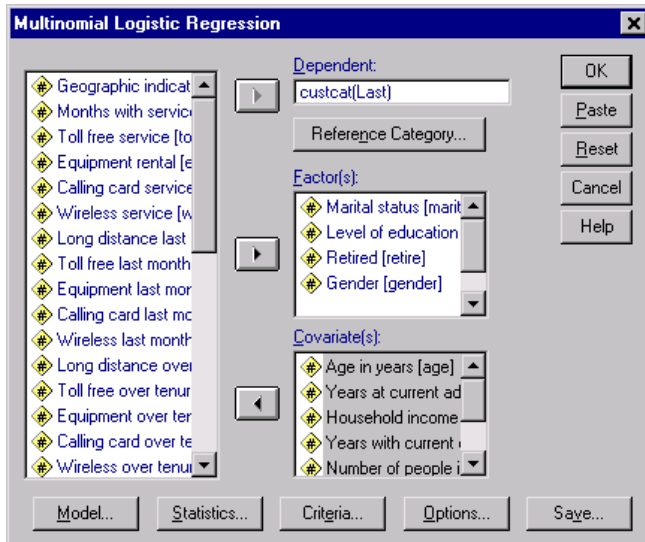 Multinomial Logistic Regression
Geographic indicat
Months with servic
Toll free service [to
Equipment rental [e
Calling card service
Wireless service [w
Long distance last
Toll free last month
Equipment last mor
Calling card last mc
Wireless last month
Long distance over
Toll free over tenur
Equipment over ter
Calling card over te
Wireless over tenur
Dependent:
custcat(Last)
Reference Category...
Factor(s):
Marital status [marit
Level of education
Retired [retire]
Gender [gender]
Covariate(s):
Age in years [age]
Years at current ad
Household income
Years with current
Number of people i
OK
Paste
Reset
Cancel
Help
Model...
Statistics...
Criteria...
Options...
Save...